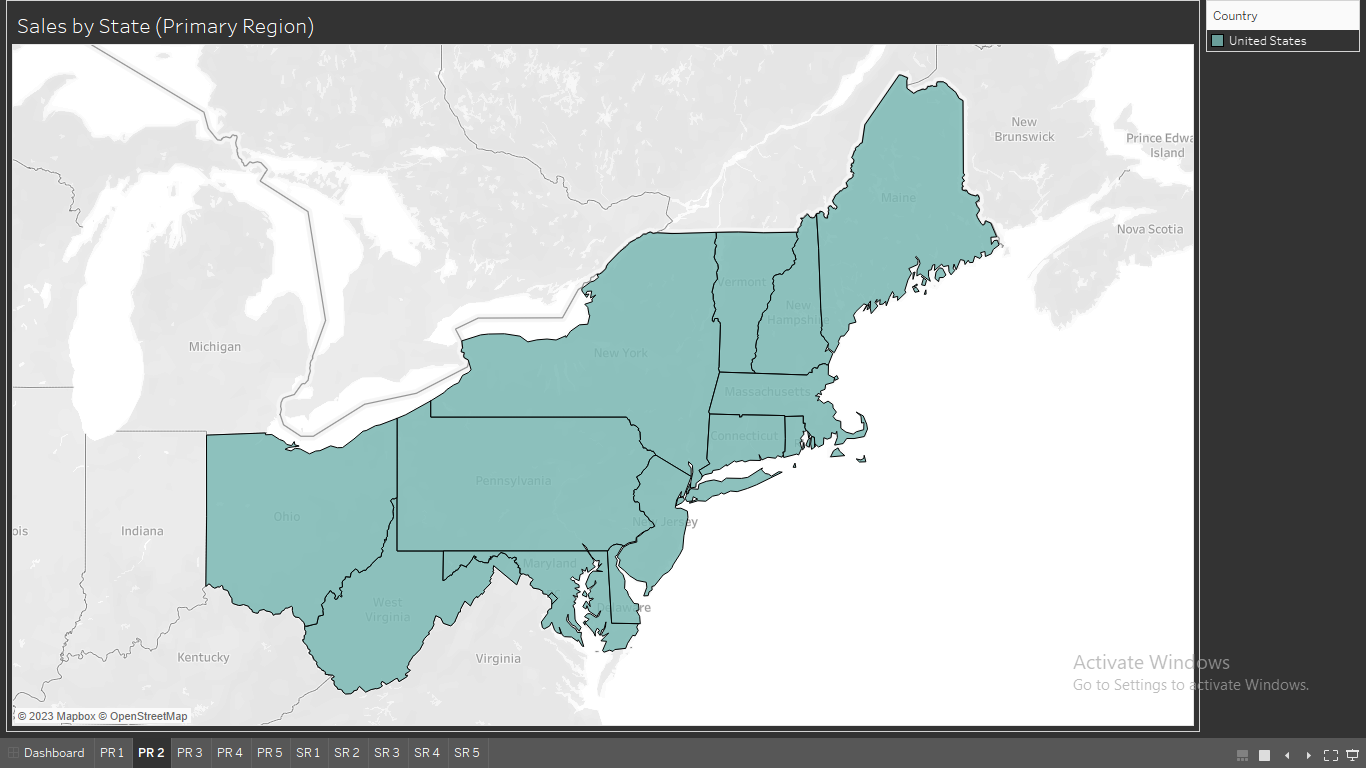 Sales by State (Primary Region)
Country
United States
New
Brunswick
Prince Edwa
Island
Maine
Nova Scotia
Vermont
New
Hampshire
Michigan
New York
Massachusetts
Connecticut
Pennsylvania
Ohio
New Jersey
ois
Indiana
Maryland
West
Virginia
Delaware
Kentucky
Virginia
Activate Windows
Go to Settings to activate Windows.
© 2023 Mapbox © OpenStreetMap
Dashboard PR 1 PR 2 PR 3 PR 4 PR 5 SR 1 SR 2 SR 3 SR 4 SR 5